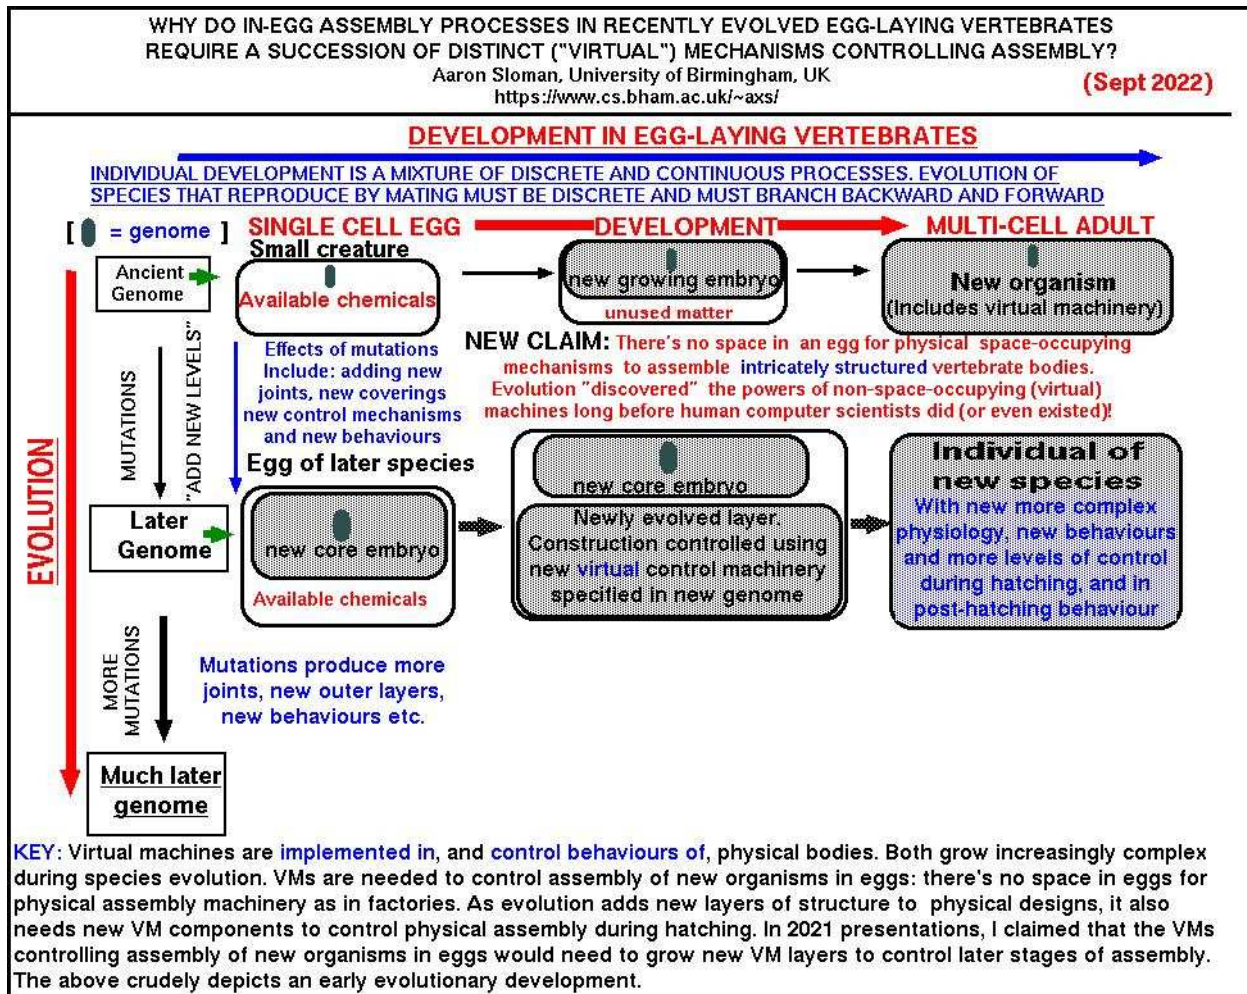 WHY DO IN-EGG ASSEMBLY PROCESSES IN RECENTLY EVOLVED EGG-LAYING VERTEBRATES
REQUIRE A SUCCESSION OF DISTINCT ("VIRTUAL") MECHANISMS CONTROLLING ASSEMBLY?
Aaron Sloman, University of Birmingham, UK
(Sept 2022)
https://www.cs.bham.ac.uk/~axs/
DEVELOPMENT IN EGG-LAYING VERTEBRATES
INDIVIDUAL DEVELOPMENT IS A MIXTURE OF DISCRETE AND CONTINUOUS PROCESSES. EVOLUTION OF
SPECIES THAT REPRODUCE BY MATING MUST BE DISCRETE AND MUST BRANCH BACKWARD AND FORWARD
[ = genome ]
SINGLE CELL EGG
DEVELOPMENT
MULTI-CELL ADULT
Small creature
Ancient
Genome
Available chemicals
new growing embryo
unused matter
New organism
(Includes virtual machinery)
EVOLUTION
MUTATIONS
"ADD NEW LEVELS"
Effects of mutations
Include: adding new
joints, new coverings
new control mechanisms
and new behaviours
NEW CLAIM: There's no space in an egg for physical space-occupying
mechanisms to assemble intricately structured vertebrate bodies.
Evolution "discovered" the powers of non-space-occupying (virtual)
machines long before human computer scientists did (or even existed)!
Egg of later species
Later
Genome
new core embryo
Available chemicals
new core embryo
Newly evolved layer.
Construction controlled using
new virtual control machinery
specified in new genome
Individual of
new species
With new more complex
physiology, new behaviours
and more levels of control
during hatching, and in
post-hatching behaviour
MORE
MUTATIONS
Mutations produce more
joints, new outer layers,
new behaviours etc.
Much later
genome
KEY: Virtual machines are implemented in, and control behaviours of, physical bodies. Both grow increasingly complex
during species evolution. VMs are needed to control assembly of new organisms in eggs: there's no space in eggs for
physical assembly machinery as in factories. As evolution adds new layers of structure to physical designs, it also
needs new VM components to control physical assembly during hatching. In 2021 presentations, I claimed that the VMs
controlling assembly of new organisms in eggs would need to grow new VM layers to control later stages of assembly.
The above crudely depicts an early evolutionary development.